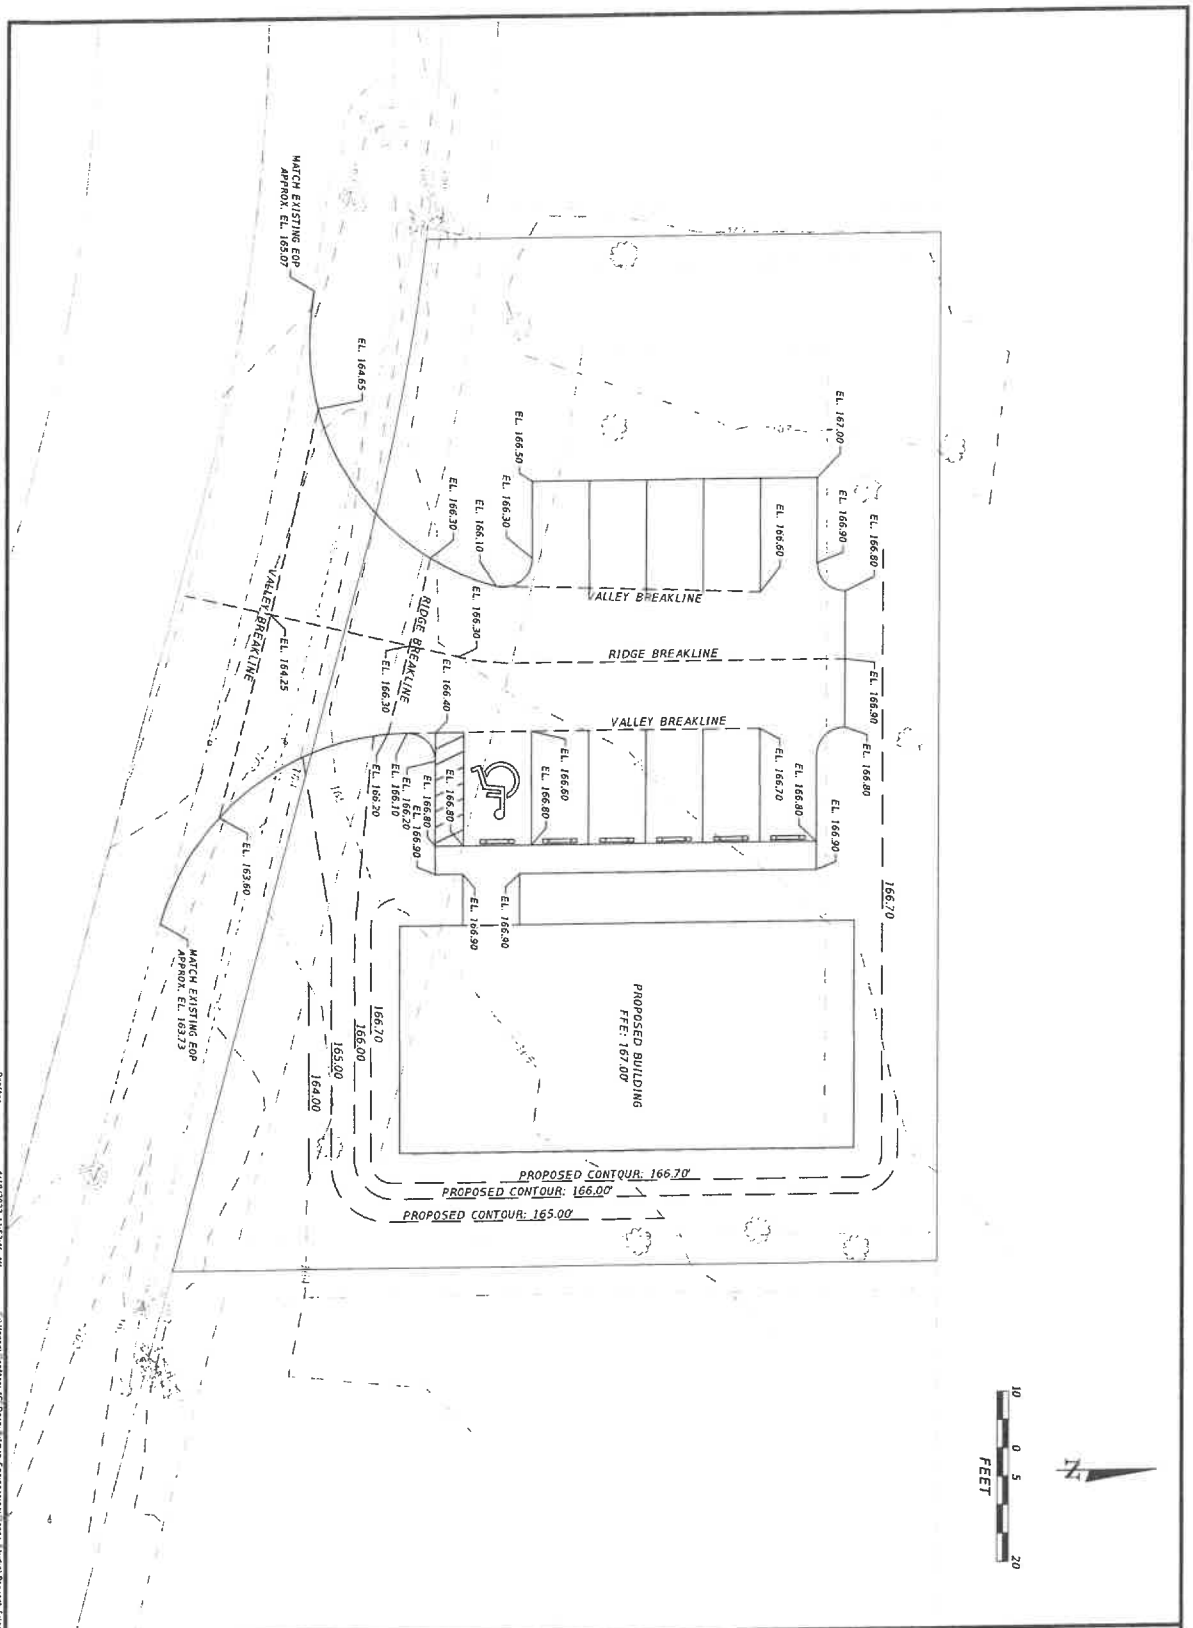 MATCH EXISTING EOP
APPROX. EL. 165.07
EL. 164.65
EL. 166.50
EL. 167.00
EL. 166.30
EL. 166.10
EL. 166.30
EL. 166.60
EL. 166.90
EL. 166.80
VALLEY BREAKLINE
RIDGE BREAKLINE
EL. 166.30
VALLEY BREAKLINE
RIDGE BREAKLINE
EL. 164.25
EL. 166.30
EL. 166.40
EL. 166.90
VALLEY BREAKLINE
EL. 166.60
EL. 166.80
EL. 166.70
EL. 166.80
EL. 166.80
EL. 166.90
EL. 166.20
EL. 166.10
EL. 166.20
EL. 166.90
EL. 166.80
EL. 166.80
EL. 163.60
EL. 166.90
EL. 166.90
166.70
MATCH EXISTING EOP
APPROX. EL. 163.73
PROPOSED BUILDING
FFE: 167.00'
166.70
166.00
165.00
164.00
PROPOSED CONTOUR: 166.70'
PROPOSED CONTOUR: 166.00'
PROPOSED CONTOUR: 165.00'
10 0 5 20
FEET
N